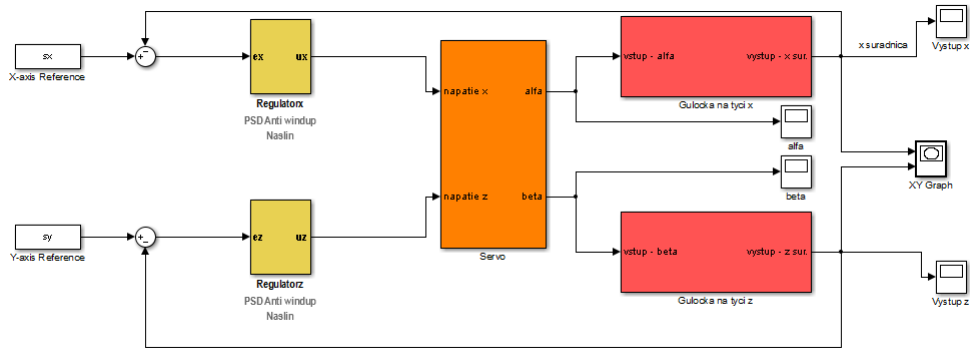 sx
X-axis Reference
ex
ux
Regulatorx
PSD Anti windup
Naslin
napatie x
alfa
napatie z
beta
Servo
vstup - alfa
vystup - x sur.
Gulocka na tyci x
x suradnica
Vystup x
alfa
XY Graph
beta
sy
Y-axis Reference
ez
uz
Regulatorz
PSD Anti windup
Naslin
vstup - beta
vystup - z sur.
Gulocka na tyci z
Vystup z